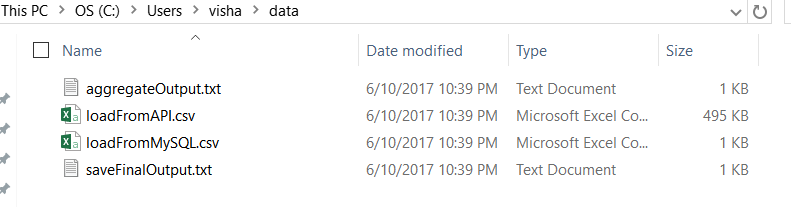 This PC > OS (C:) > Users > visha > data
Name Date modified Type Size
aggregateOutput.txt 6/10/2017 10:39 PM Text Document 1 KB
loadFromAPI.csv 6/10/2017 10:39 PM Microsoft Excel Co... 495 KB
loadFromMySQL.csv 6/10/2017 10:39 PM Microsoft Excel Co... 1 KB
saveFinalOutput.txt 6/10/2017 10:39 PM Text Document 1 KB